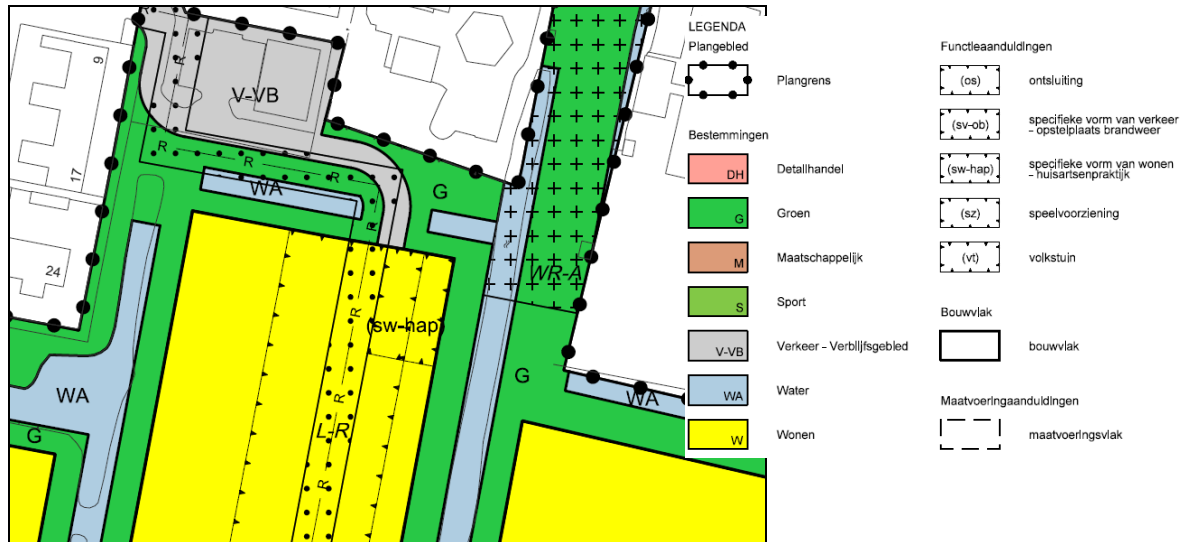 R
R
V-VB
9
R
R
R
WA
G
17
R
24
WR-A
R
(sw-hap)
WA
G
WA
R
L-R
G
R
LEGENDA
Plangebied
Plangrens
Bestemmingen
DH Detailhandel
G Groen
M Maatschappelijk
S Sport
V-VB Verkeer - Verblijfsgebied
WA Water
W Wonen
Functieaanduidingen
(os) ontsluiting
(sv-ob) specifieke vorm van verkeer
- opstelplaats brandweer
(sw-hap) specifieke vorm van wonen
- huisartsenpraktijk
(sz) speelvoorziening
(vt) volkstuin
Bouwvlak
bouwvlak
Maatvoeringaanduidingen
maatvoeringsvlak